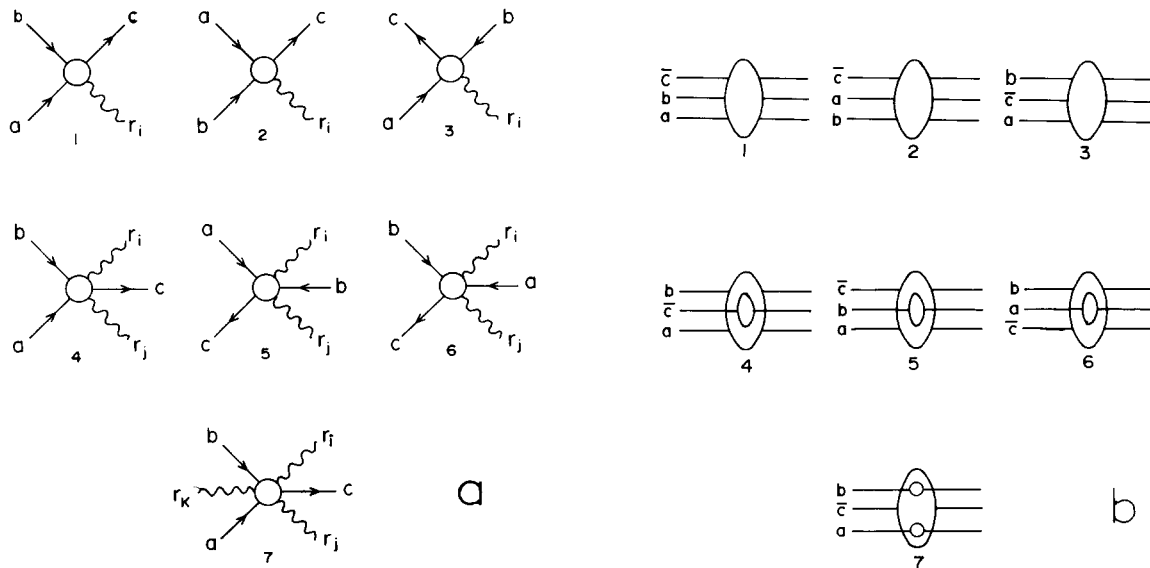 b c a c c b
a r_i b r_i a r_i
1 2 3
c̅ c̅ b
b a c̅
a b a
1 2 3
b r_i a r_i b r_i
c b a
a r_j c r_j c r_j
4 5 6
b c̅ b
c̅ b a
a a c̅
4 5 6
b r_i
r_K c
a r_j
7
a
b
c̅
a
7
b